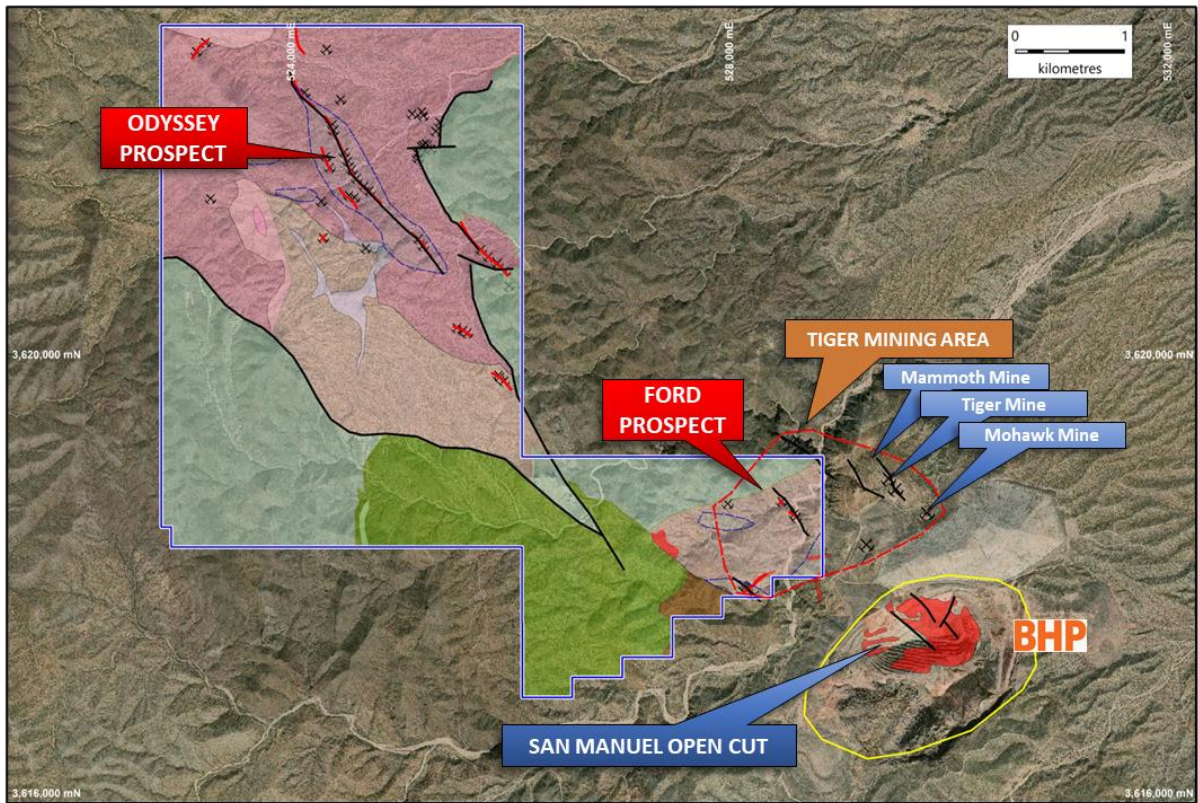 524,000 mE
528,000 mE
532,000 mE
0 1
kilometres
ODYSSEY
PROSPECT
3,620,000 mN
3,620,000 mN
TIGER MINING AREA
Mammoth Mine
Tiger Mine
Mohawk Mine
FORD
PROSPECT
BHP
SAN MANUEL OPEN CUT
3,616,000 mN
3,616,000 mN